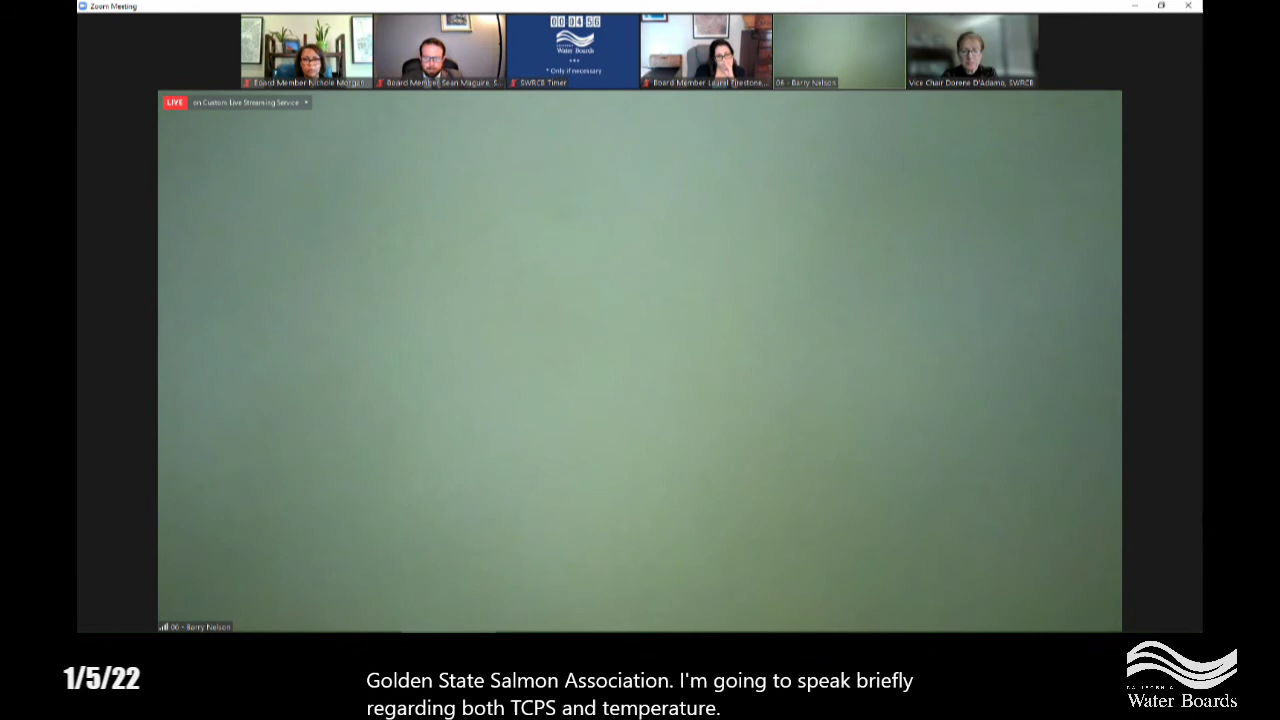 Zoom Meeting
00 04 56
Water Boards
* Only if necessary
Board Member Nichole Morgan
Board Member Sean Maguire, S...
SWRCB Timer
Board Member Laurel Firestone,...
06 - Barry Nelson
Vice Chair Dorene D'Adamo, SWRCB
LIVE on Custom Live Streaming Service
06 - Barry Nelson
1/5/22
Golden State Salmon Association. I'm going to speak briefly
regarding both TCPS and temperature.
CALIFORNIA
Water Boards